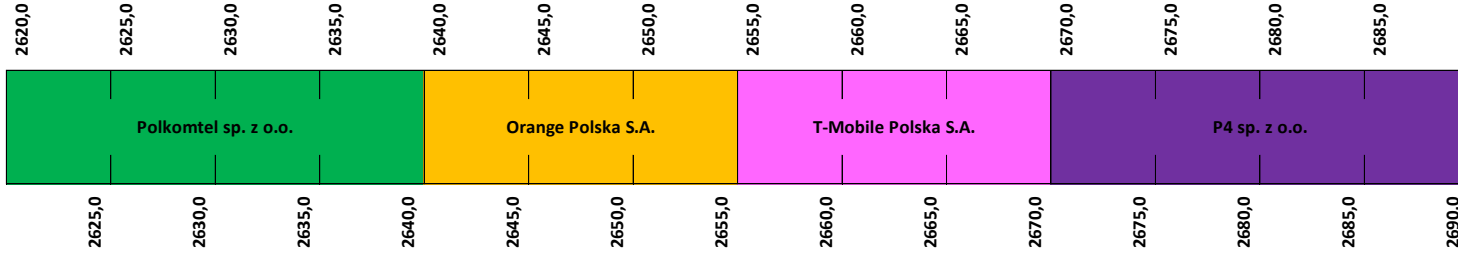 2620,0 2625,0 2630,0 2635,0 2640,0 2645,0 2650,0 2655,0 2660,0 2665,0 2670,0 2675,0 2680,0 2685,0
Polkomtel sp. z o.o. Orange Polska S.A. T-Mobile Polska S.A. P4 sp. z o.o.
2625,0 2630,0 2635,0 2640,0 2645,0 2650,0 2655,0 2660,0 2665,0 2670,0 2675,0 2680,0 2685,0 2690,0